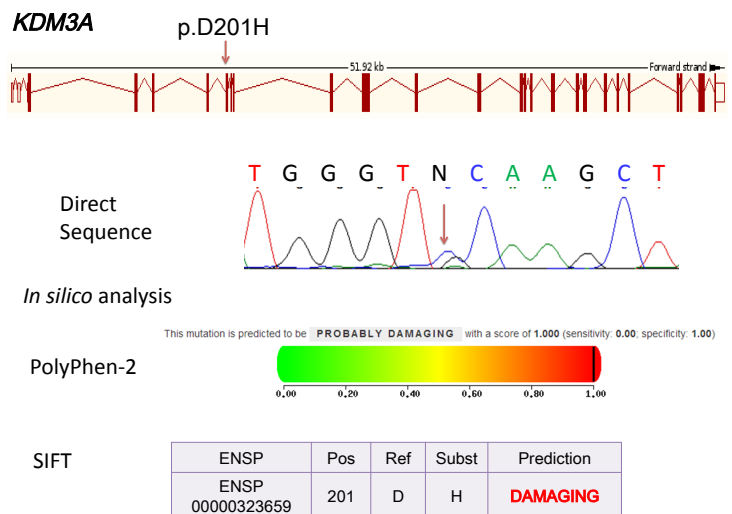 KDM3A
p.D201H
51.92 kb
Forward strand
T G G G T N C A A G C T
Direct
Sequence
In silico analysis
This mutation is predicted to be PROBABLY DAMAGING with a score of 1.000 (sensitivity: 0.00; specificity: 1.00)
PolyPhen-2
0.00 0.20 0.40 0.60 0.80 1.00
SIFT
ENSP Pos Ref Subst Prediction
ENSP
00000323659 201 D H DAMAGING